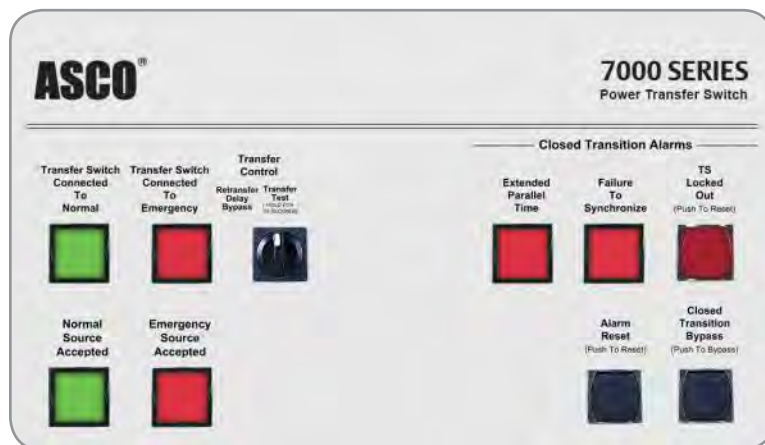 ASCO®
7000 SERIES
Power Transfer Switch
Transfer Switch
Connected
To
Normal
Transfer Switch
Connected
To
Emergency
Transfer
Control
Retransfer
Delay
Bypass
Transfer
Test
Closed Transition Alarms
Extended
Parallel
Time
Failure
To
Synchronize
TS
Locked
Out
(Push To Reset)
Normal
Source
Accepted
Emergency
Source
Accepted
Alarm
Reset
(Push To Reset)
Closed
Transition
Bypass
(Push To Bypass)